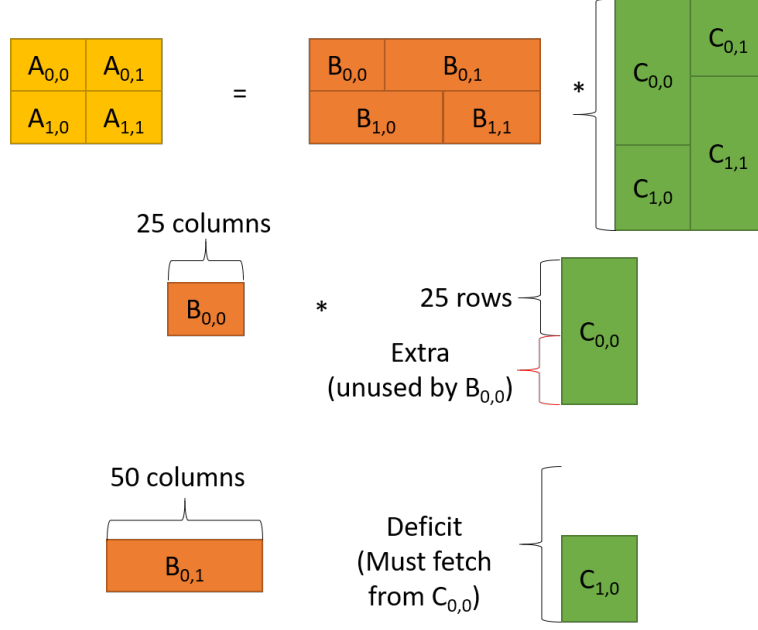 A0,0 A0,1 = B0,0 B0,1 * C0,0 C0,1
A1,0 A1,1 B1,0 B1,1 C1,0 C1,1
25 columns
B0,0 * 25 rows C0,0
Extra
(unused by B0,0)
50 columns
B0,1
Deficit
(Must fetch
from C0,0)
C1,0